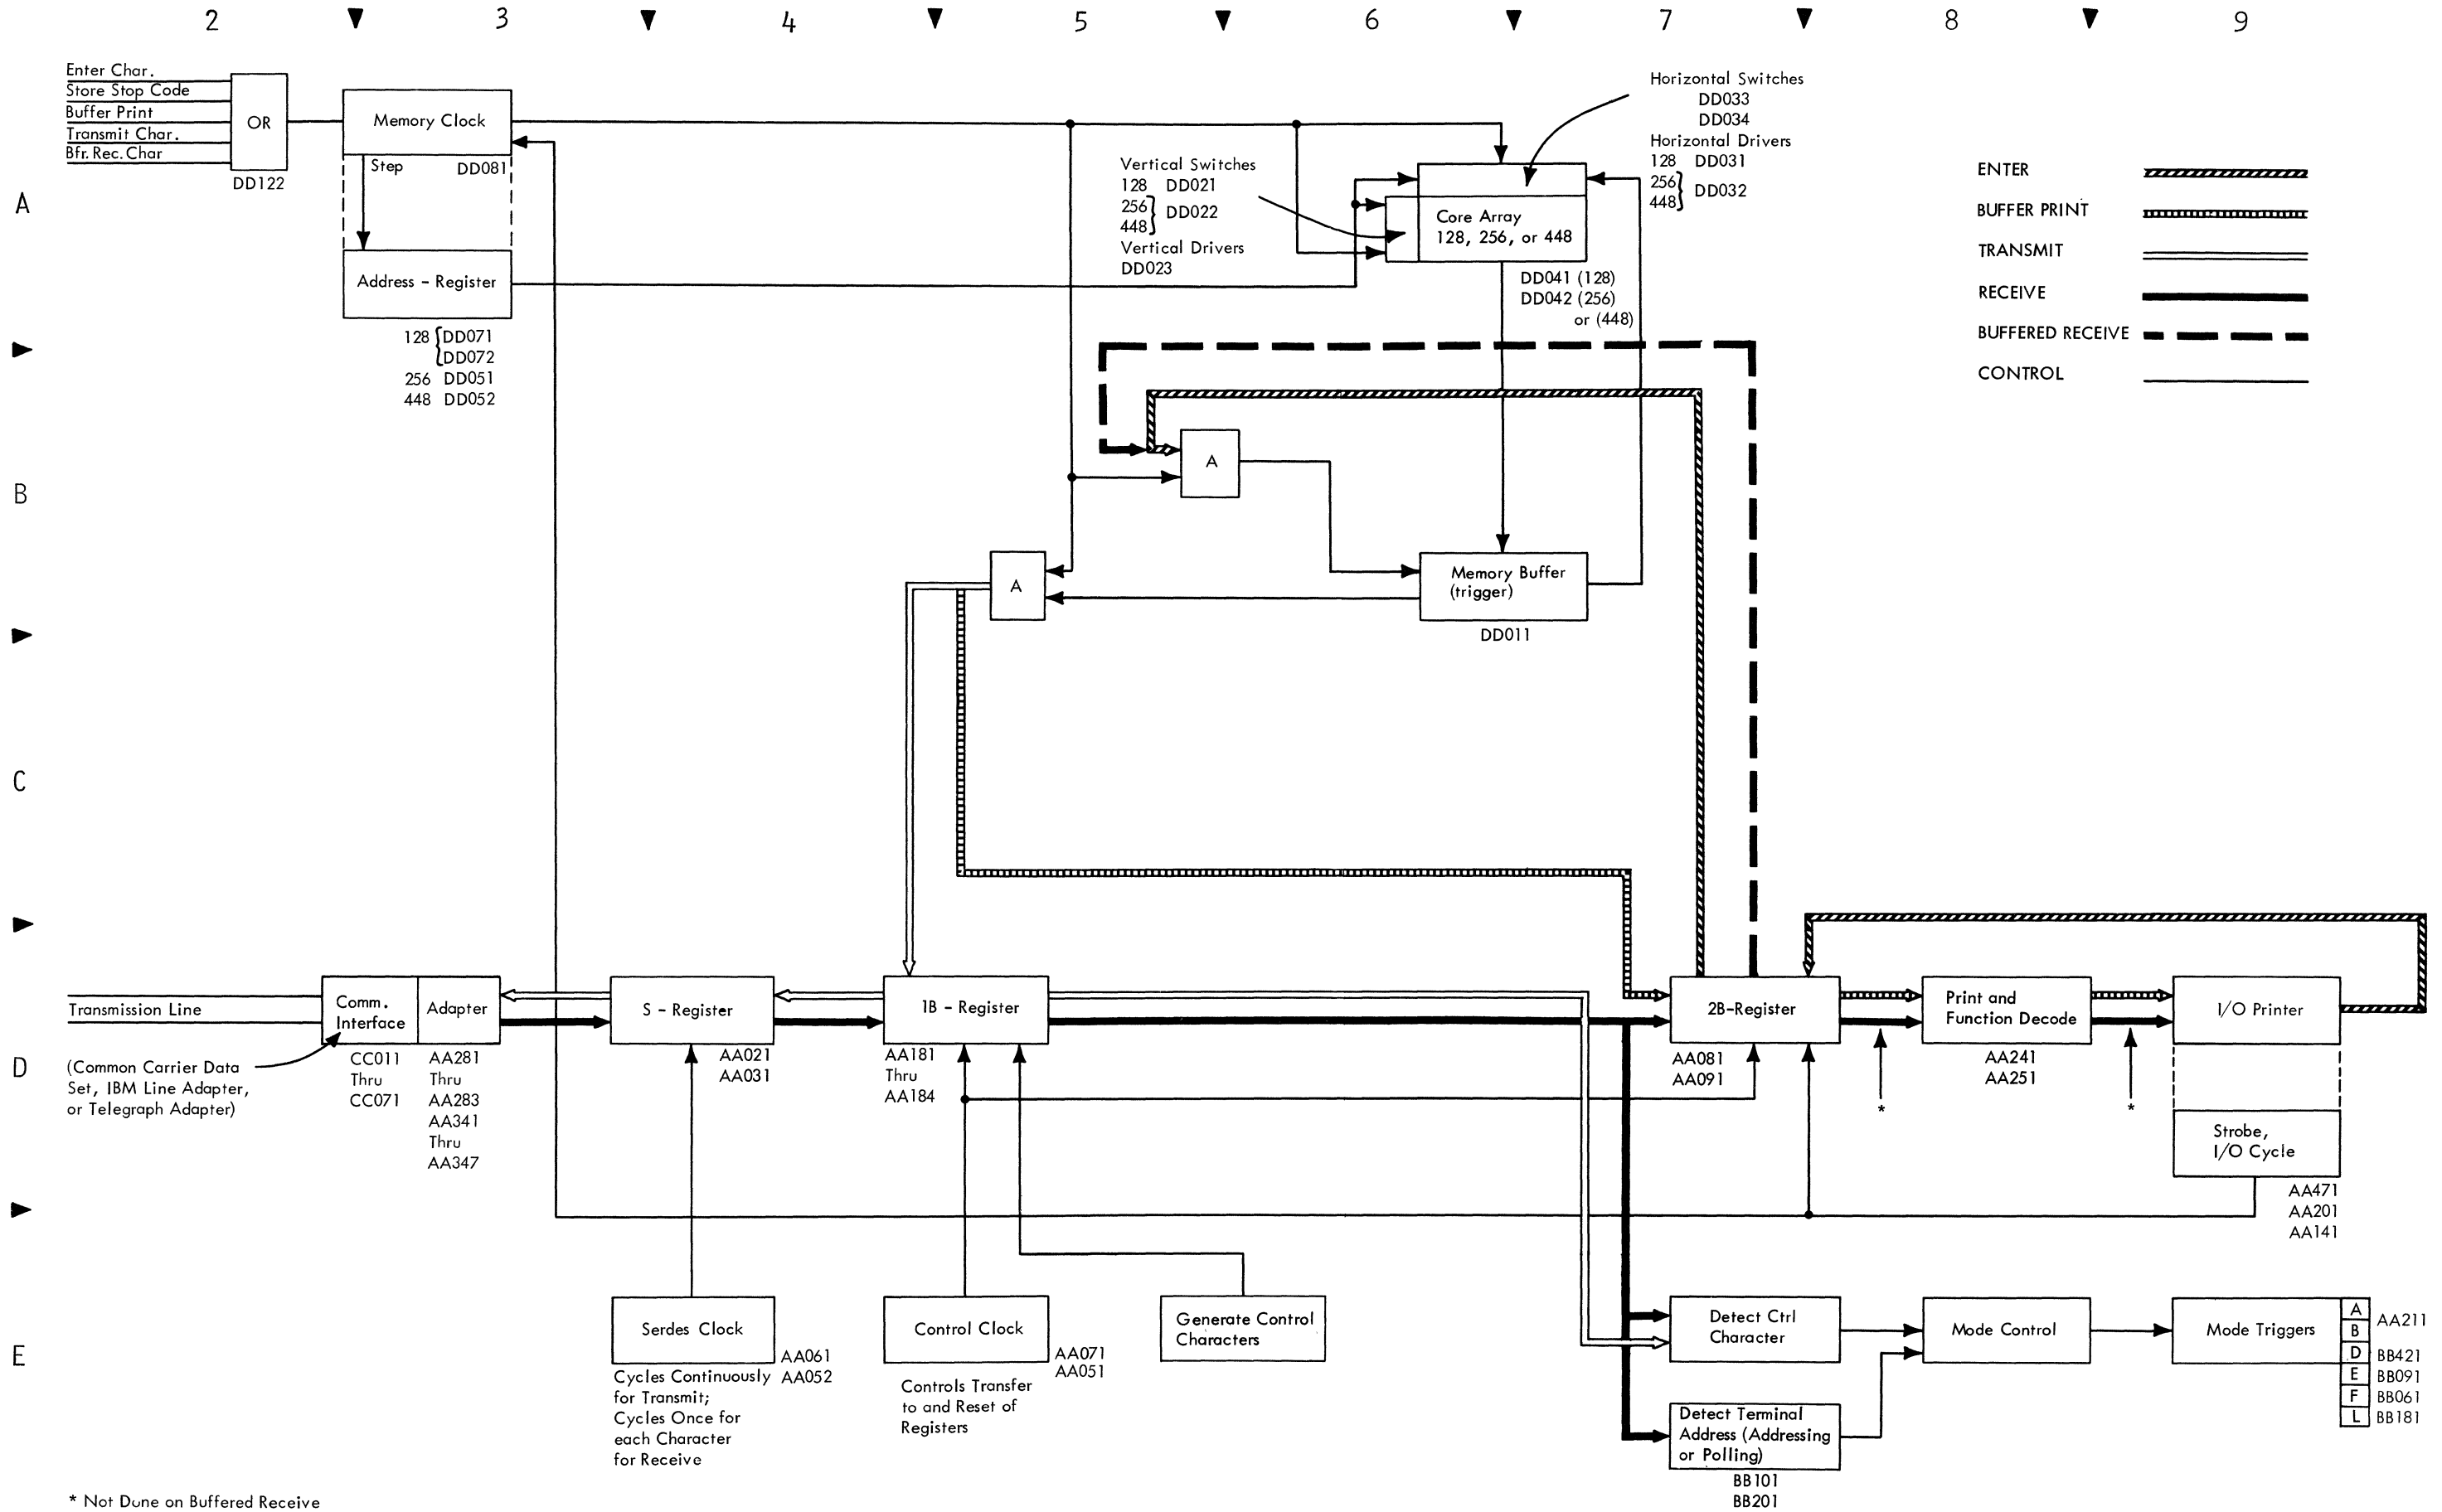 2 3 4 5 6 7 8 9
A
B
C
D
E
Enter Char.
Store Stop Code
Buffer Print
Transmit Char.
Bfr. Rec. Char
OR
DD122
Memory Clock
Step
DD081
Address - Register
128 {DD071
DD072
256 DD051
448 DD052
Vertical Switches
128 DD021
256
448} DD022
Vertical Drivers
DD023
Horizontal Switches
DD033
DD034
Horizontal Drivers
128 DD031
256
448} DD032
Core Array
128, 256, or 448
DD041 (128)
DD042 (256)
or (448)
ENTER
BUFFER PRINT
TRANSMIT
RECEIVE
BUFFERED RECEIVE
CONTROL
A
A
Memory Buffer
(trigger)
DD011
Transmission Line
Comm.
Interface
Adapter
(Common Carrier Data
Set, IBM Line Adapter,
or Telegraph Adapter)
CC011
Thru
CC071
AA281
Thru
AA283
AA341
Thru
AA347
S - Register
AA021
AA031
1B - Register
AA181
Thru
AA184
2B-Register
AA081
AA091
Print and
Function Decode
AA241
AA251
*
*
I/O Printer
Strobe,
I/O Cycle
AA471
AA201
AA141
Serdes Clock
AA061
AA052
Cycles Continuously
for Transmit;
Cycles Once for
each Character
for Receive
Control Clock
AA071
AA051
Controls Transfer
to and Reset of
Registers
Generate Control
Characters
Detect Ctrl
Character
Mode Control
Mode Triggers
A
B
D
E
F
L
AA211
BB421
BB091
BB061
BB181
Detect Terminal
Address (Addressing
or Polling)
BB101
BB201
* Not Dune on Buffered Receive